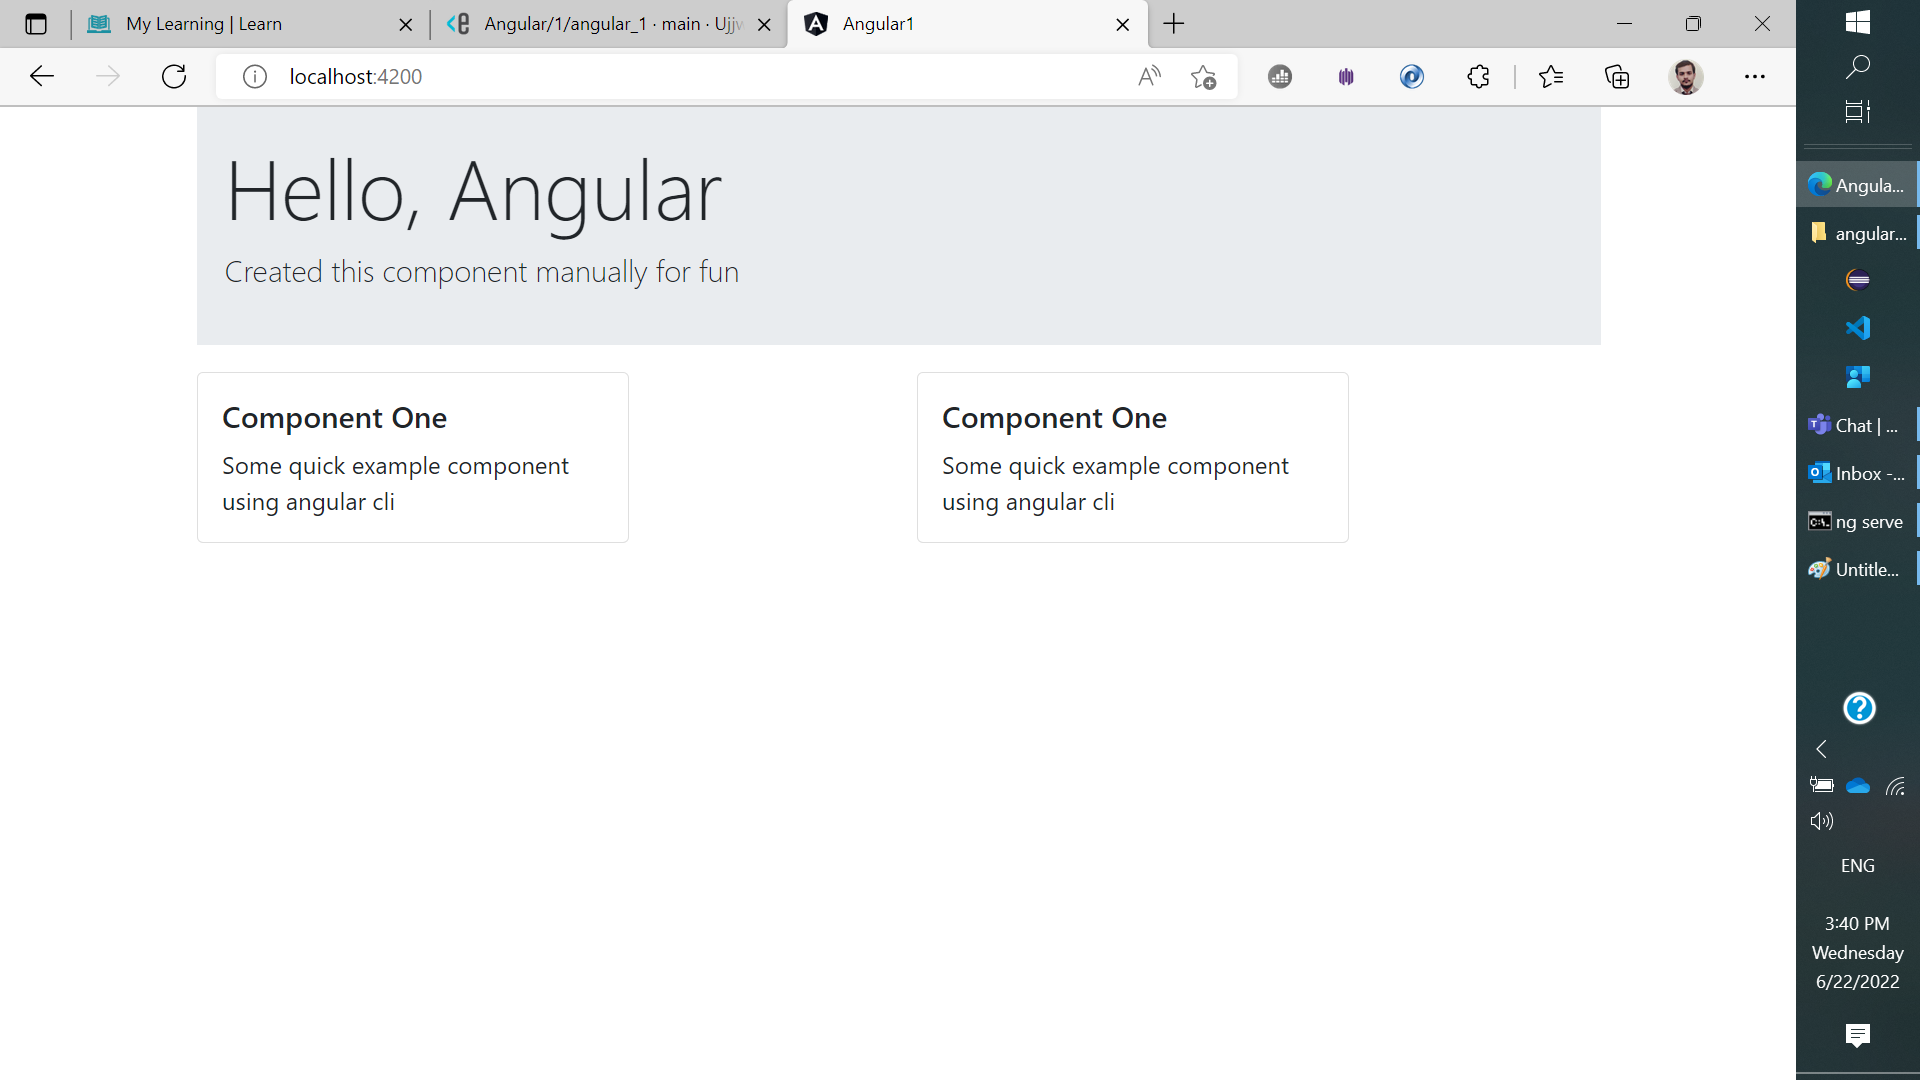 My Learning | Learn
Angular/1/angular_1 · main · Ujjw
Angular1
localhost:4200
Hello, Angular
Created this component manually for fun
Component One
Some quick example component
using angular cli
Component One
Some quick example component
using angular cli
Angula...
angular...
Chat | ...
Inbox -...
ng serve
Untitle...
ENG
3:40 PM
Wednesday
6/22/2022